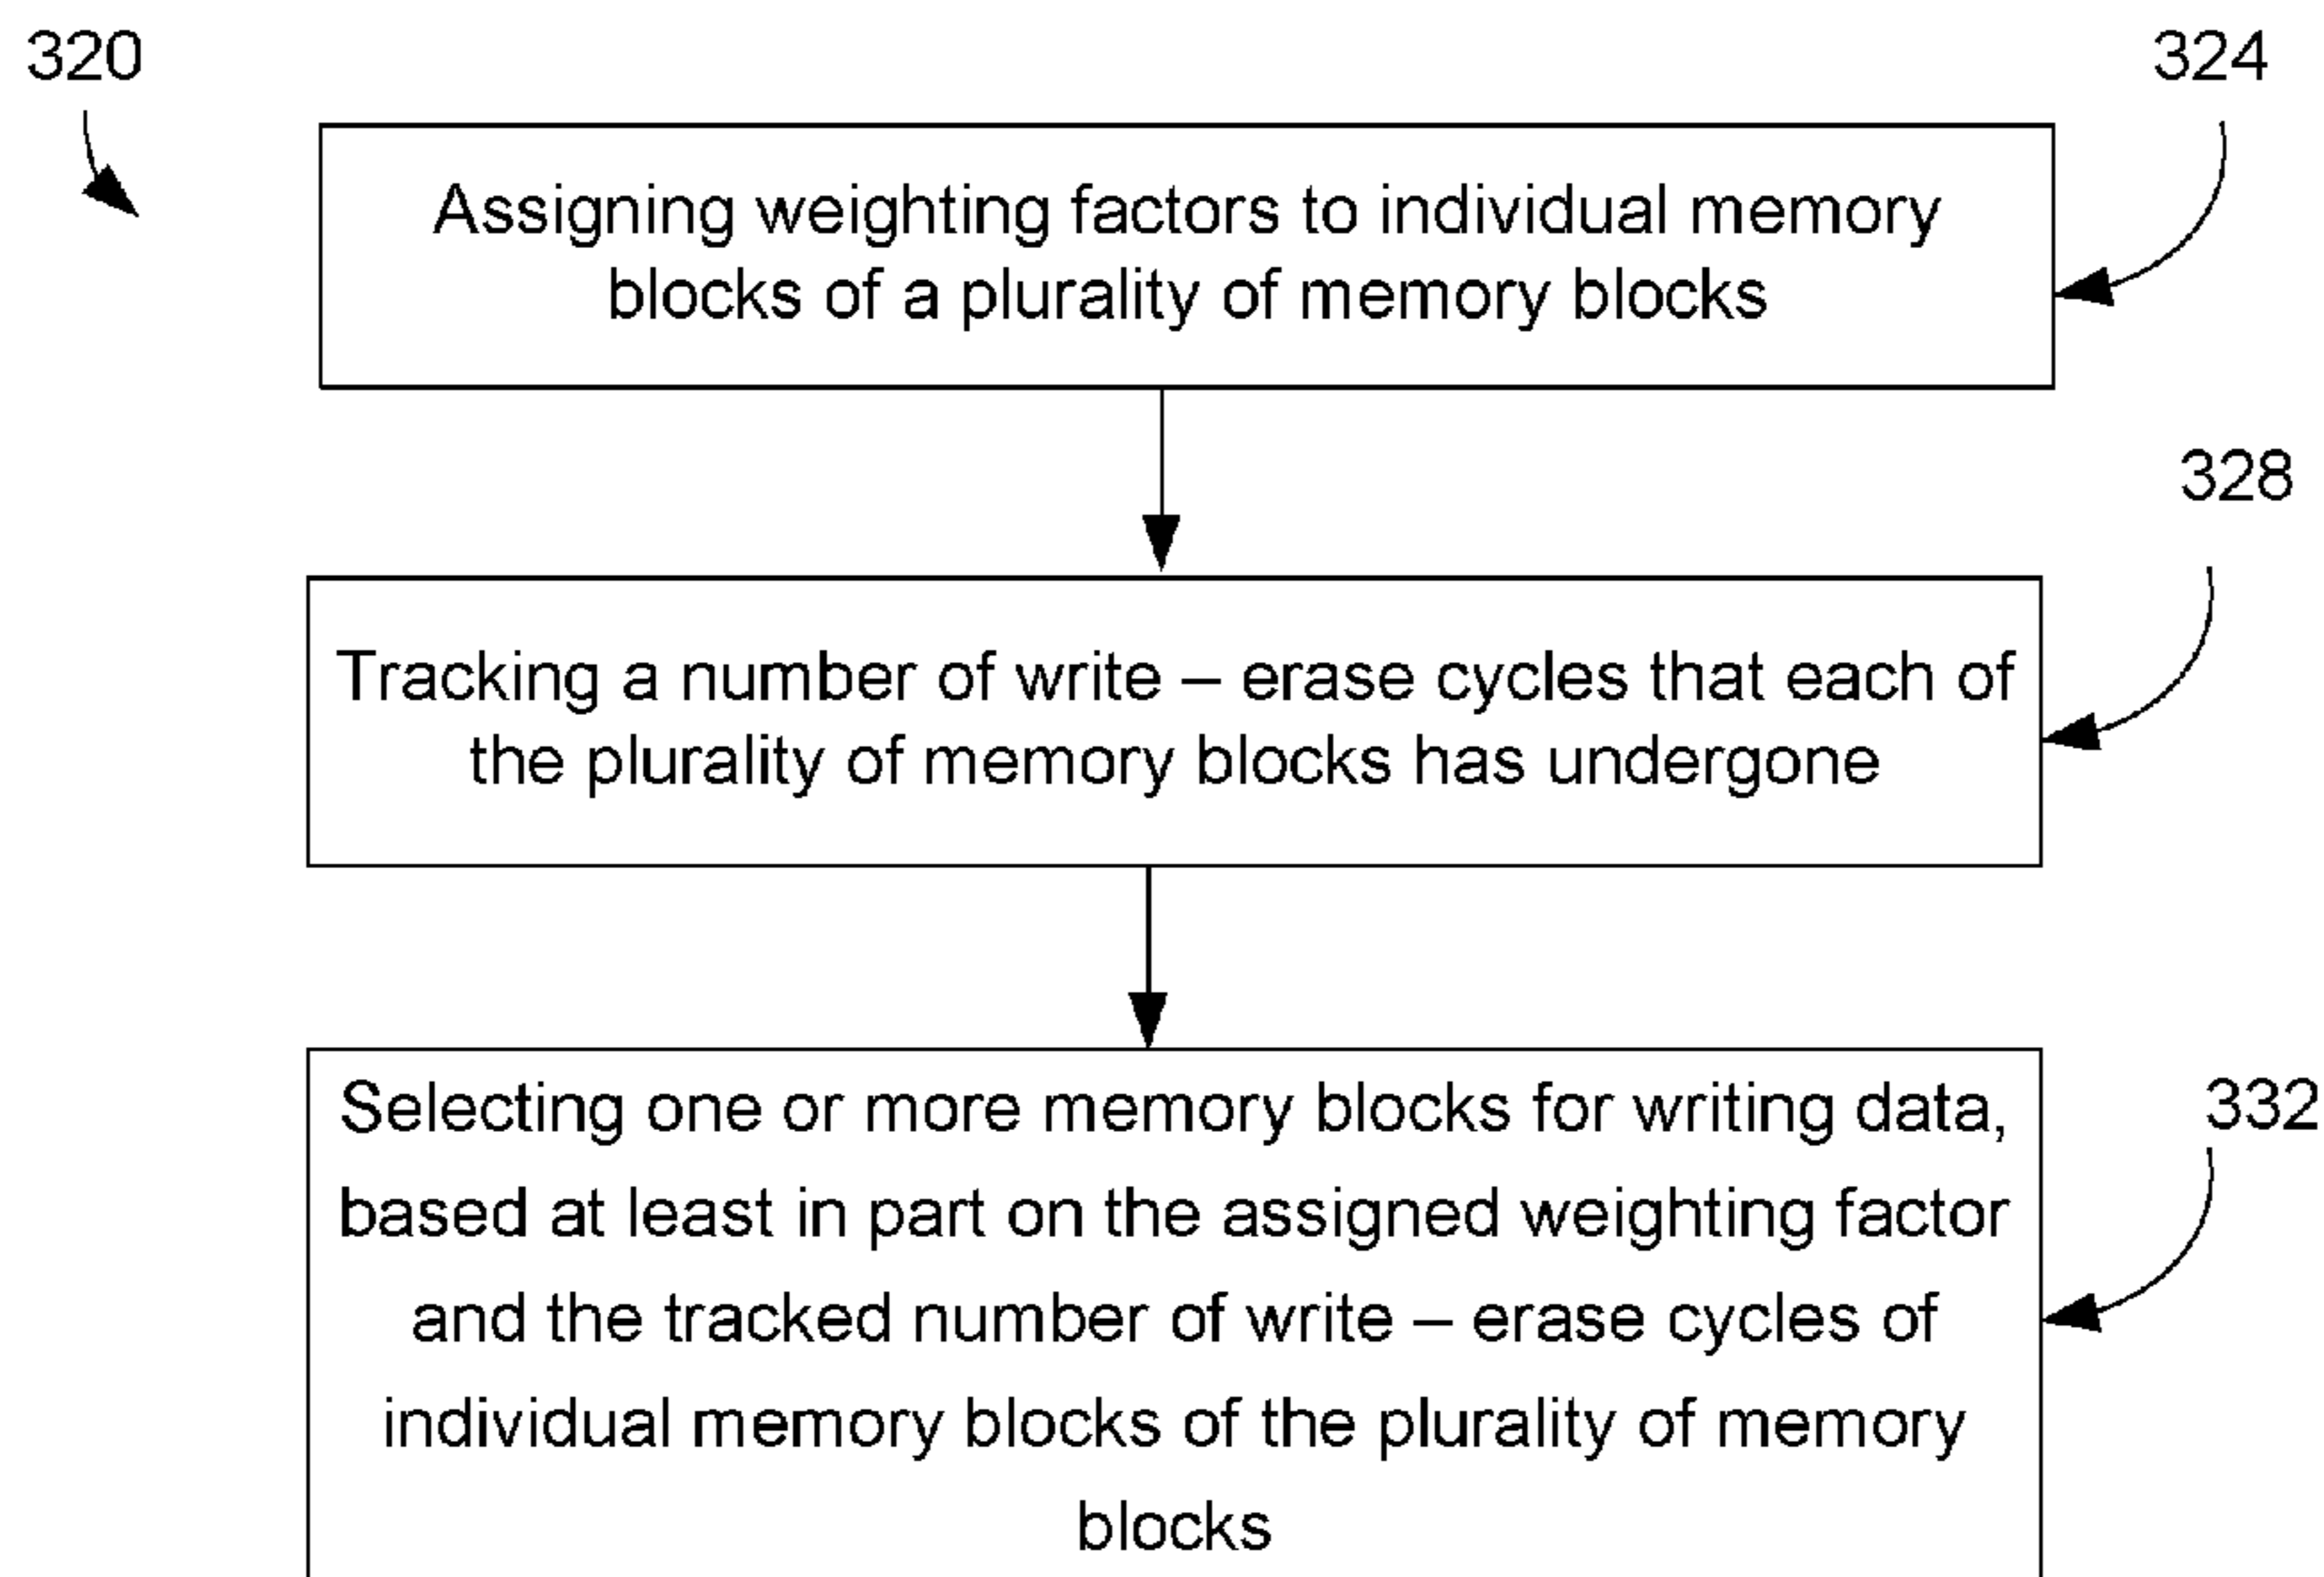 320
324
Assigning weighting factors to individual memory
blocks of a plurality of memory blocks
328
Tracking a number of write – erase cycles that each of
the plurality of memory blocks has undergone
332
Selecting one or more memory blocks for writing data,
based at least in part on the assigned weighting factor
and the tracked number of write – erase cycles of
individual memory blocks of the plurality of memory
blocks